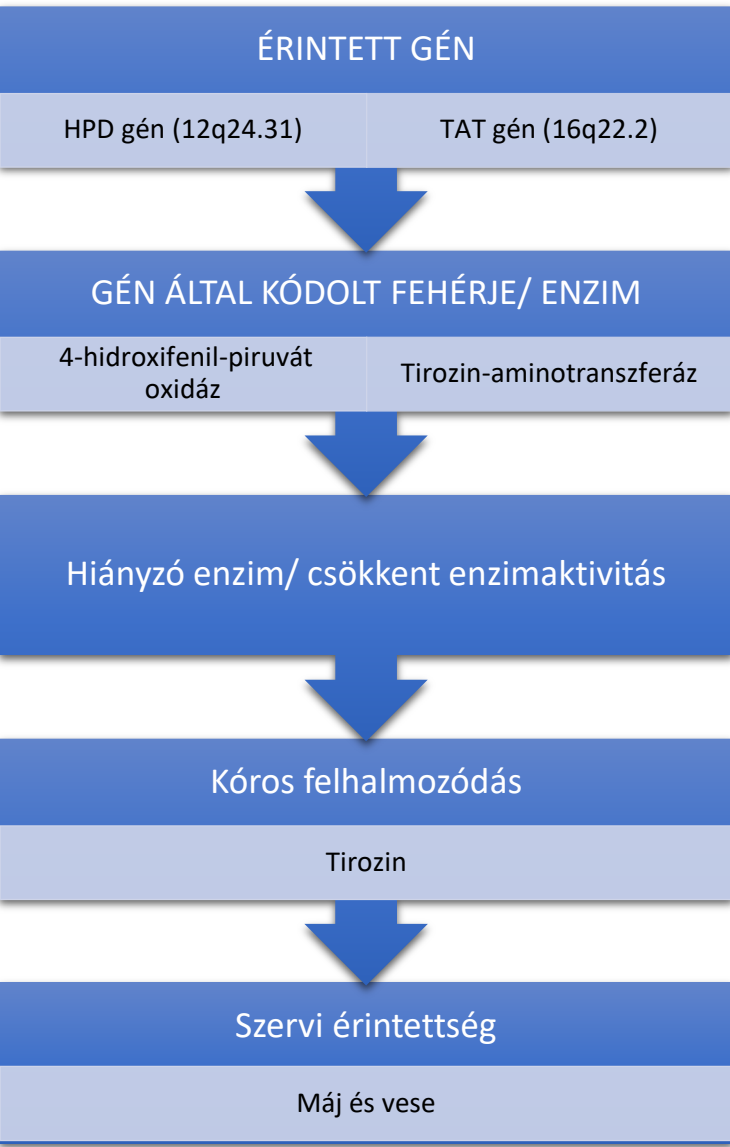 ÉRINTETT GÉN
HPD gén (12q24.31)
TAT gén (16q22.2)
GÉN ÁLTAL KÓDOLT FEHÉRJE/ ENZIM
4-hidroxifenil-piruvát
oxidáz
Tirozin-aminotranszferáz
Hiányzó enzim/ csökkent enzimaktivitás
Kóros felhalmozódás
Tirozin
Szervi érintettség
Máj és vese